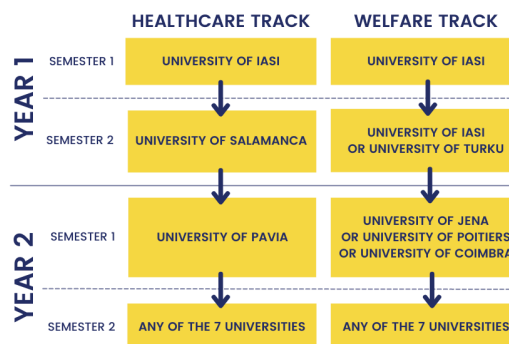 HEALTHCARE TRACK
WELFARE TRACK
YEAR 1
SEMESTER 1
UNIVERSITY OF IASI
UNIVERSITY OF IASI
SEMESTER 2
UNIVERSITY OF SALAMANCA
UNIVERSITY OF IASI
OR UNIVERSITY OF TURKU
YEAR 2
SEMESTER 1
UNIVERSITY OF PAVIA
UNIVERSITY OF JENA
OR UNIVERSITY OF POITIERS
OR UNIVERSITY OF COIMBRA
SEMESTER 2
ANY OF THE 7 UNIVERSITIES
ANY OF THE 7 UNIVERSITIES